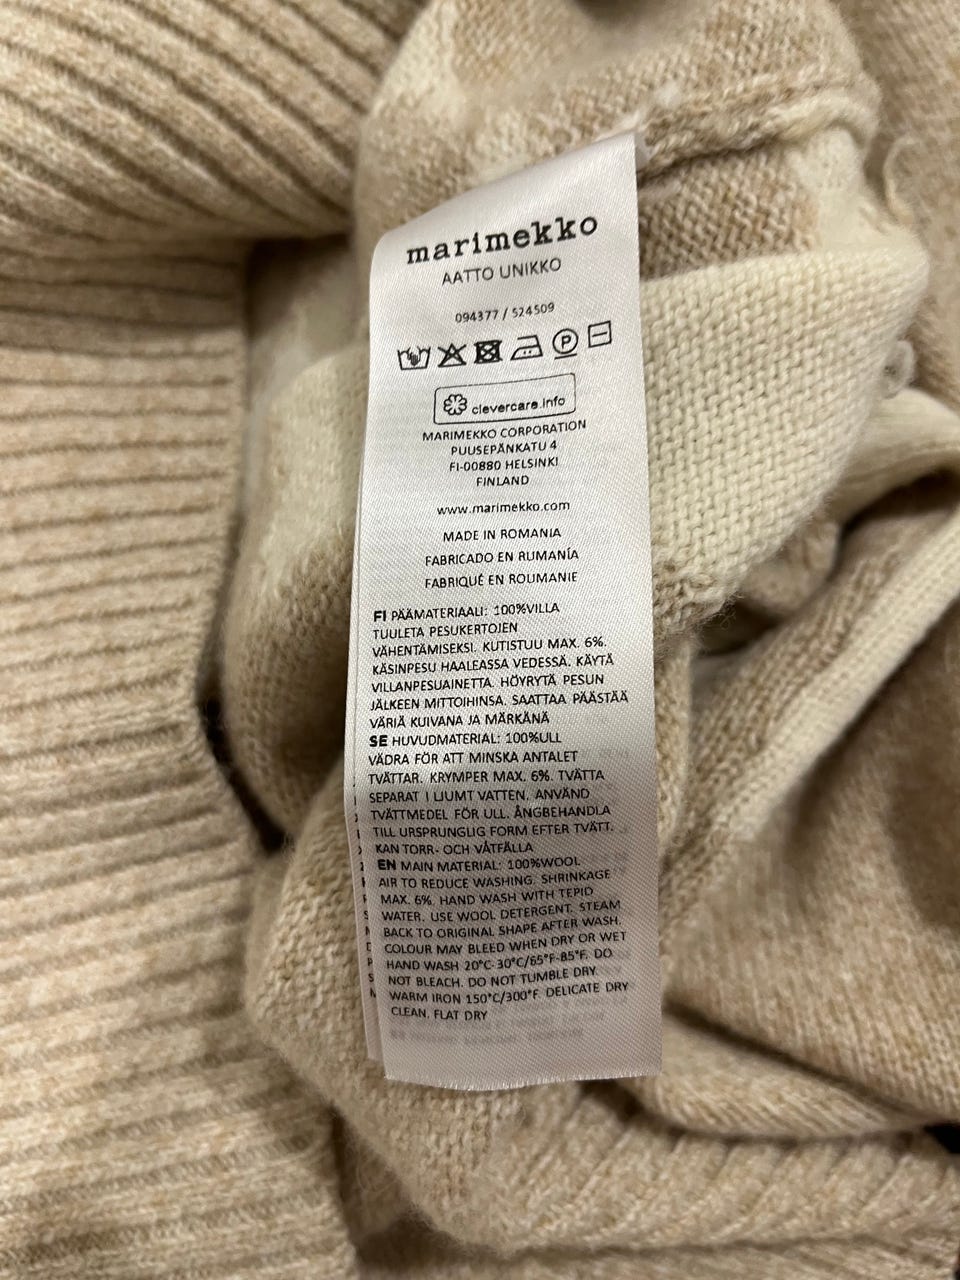 marimekko
AATTO UNIKKO
094377 / 524509
P
clevercare.info
MARIMEKKO CORPORATION
PUUSEPÄNKATU 4
FI-00880 HELSINKI
FINLAND
www.marimekko.com
MADE IN ROMANIA
FABRICADO EN RUMANÍA
FABRIQUÉ EN ROUMANIE
FI PÄÄMATERIAALI: 100%VILLA
TUULETA PESUKERTOJEN
VÄHENTÄMISEKSI. KUTISTUU MAX. 6%.
KÄSINPESU HAALEASSA VEDESSÄ. KÄYTÄ
VILLANPESUAINETTA. HÖYRYTÄ PESUN
JÄLKEEN MITTOIHINSA. SAATTAA PÄÄSTÄÄ
VÄRIÄ KUIVANA JA MÄRKÄNÄ
SE HUVUDMATERIAL: 100%ULL
VÄDRA FÖR ATT MINSKA ANTALET
TVÄTTAR. KRYMPER MAX. 6%. TVÄTTA
SEPARAT I LJUMT VATTEN. ANVÄND
TVÄTTMEDEL FÖR ULL. ÅNGBEHANDLA
TILL URSPRUNGLIG FORM EFTER TVÄTT.
KAN TORR- OCH VÅTFÄLLA
EN MAIN MATERIAL: 100%WOOL
AIR TO REDUCE WASHING. SHRINKAGE
MAX. 6%. HAND WASH WITH TEPID
WATER. USE WOOL DETERGENT. STEAM
BACK TO ORIGINAL SHAPE AFTER WASH.
COLOUR MAY BLEED WHEN DRY OR WET
HAND WASH 20°C-30°C/65°F-85°F. DO
NOT BLEACH. DO NOT TUMBLE DRY.
WARM IRON 150°C/300°F. DELICATE DRY
CLEAN. FLAT DRY